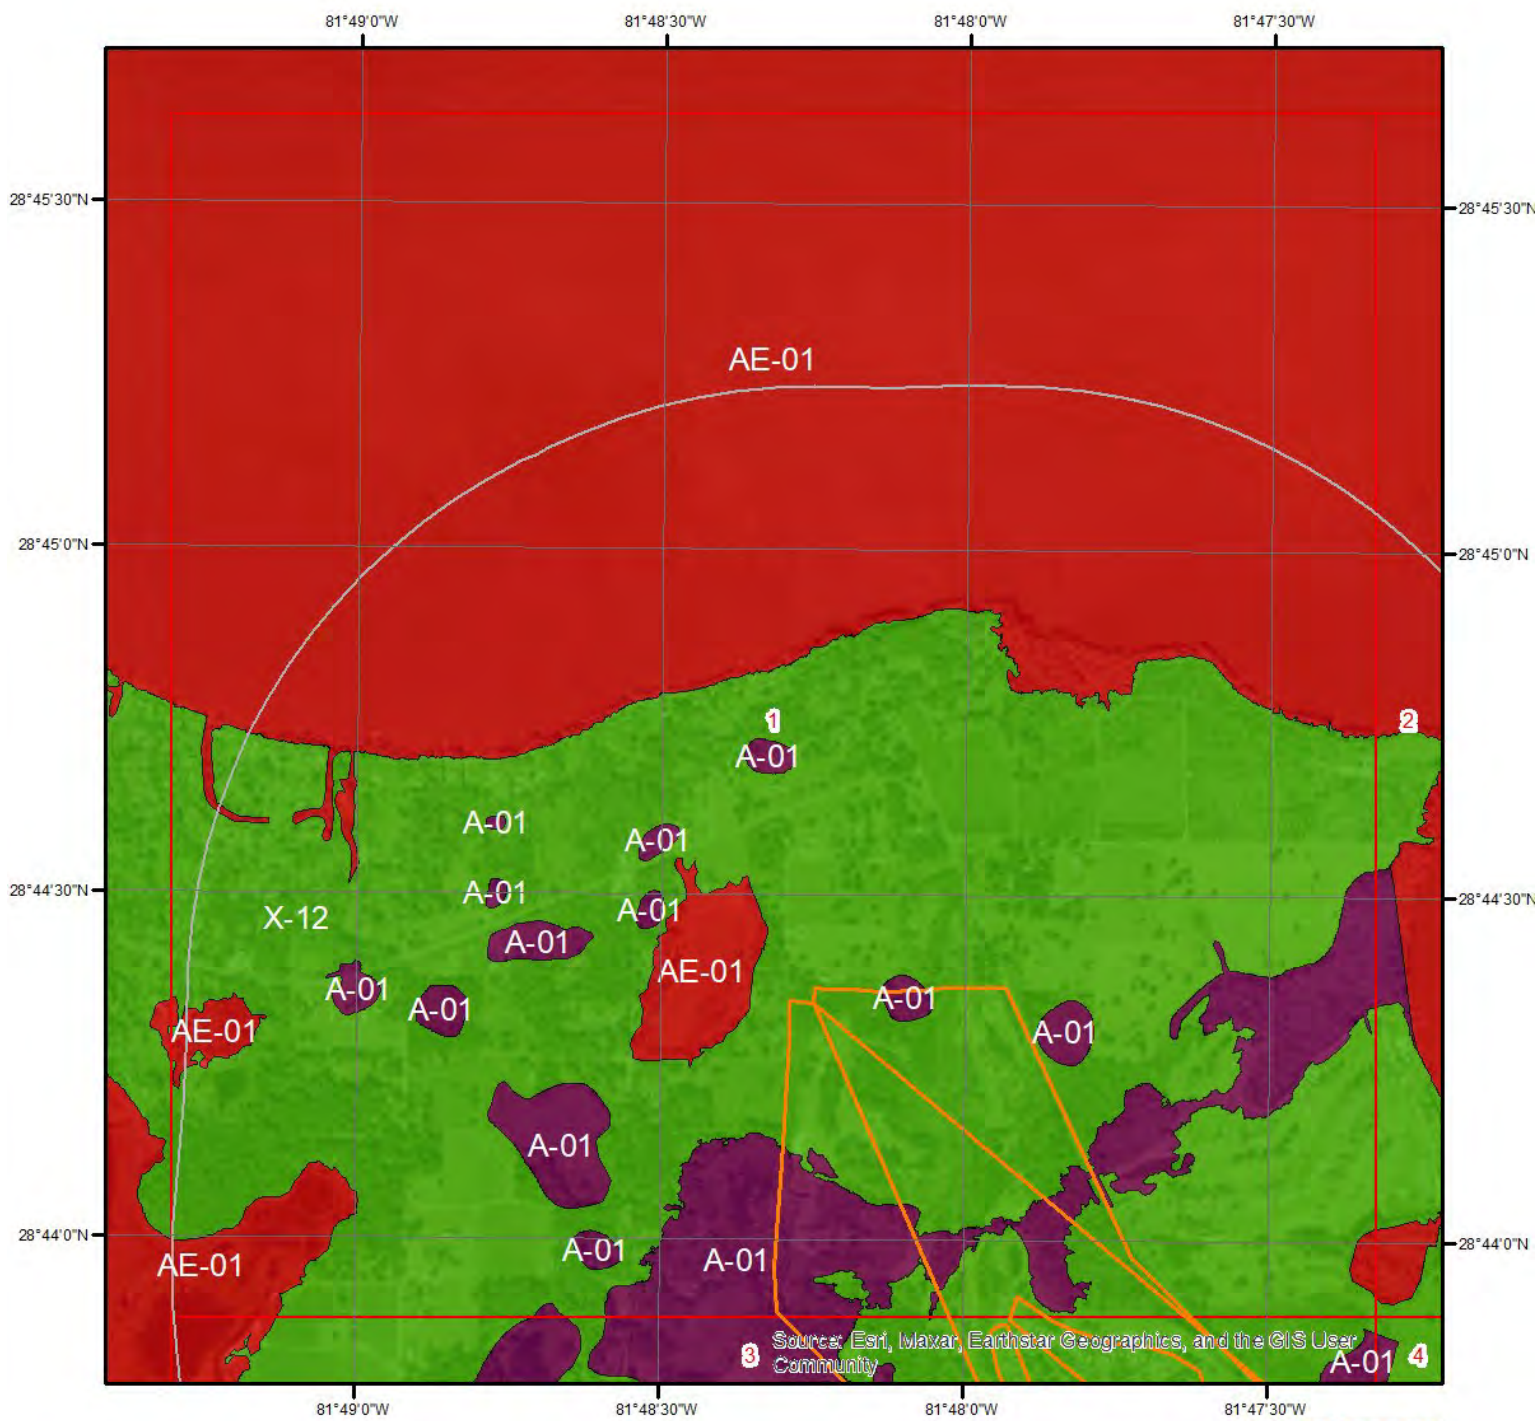 81°49'0"W
81°48'30"W
81°48'0"W
81°47'30"W
28°45'30"N
28°45'30"N
AE-01
28°45'0"N
28°45'0"N
1
2
A-01
A-01
A-01
28°44'30"N
28°44'30"N
A-01
A-01
X-12
A-01
AE-01
A-01
A-01
A-01
AE-01
A-01
A-01
28°44'0"N
28°44'0"N
A-01
AE-01
A-01
3
Source: Esri, Maxar, Earthstar Geographics, and the GIS User
Community
A-01
4
81°49'0"W
81°48'30"W
81°48'0"W
81°47'30"W